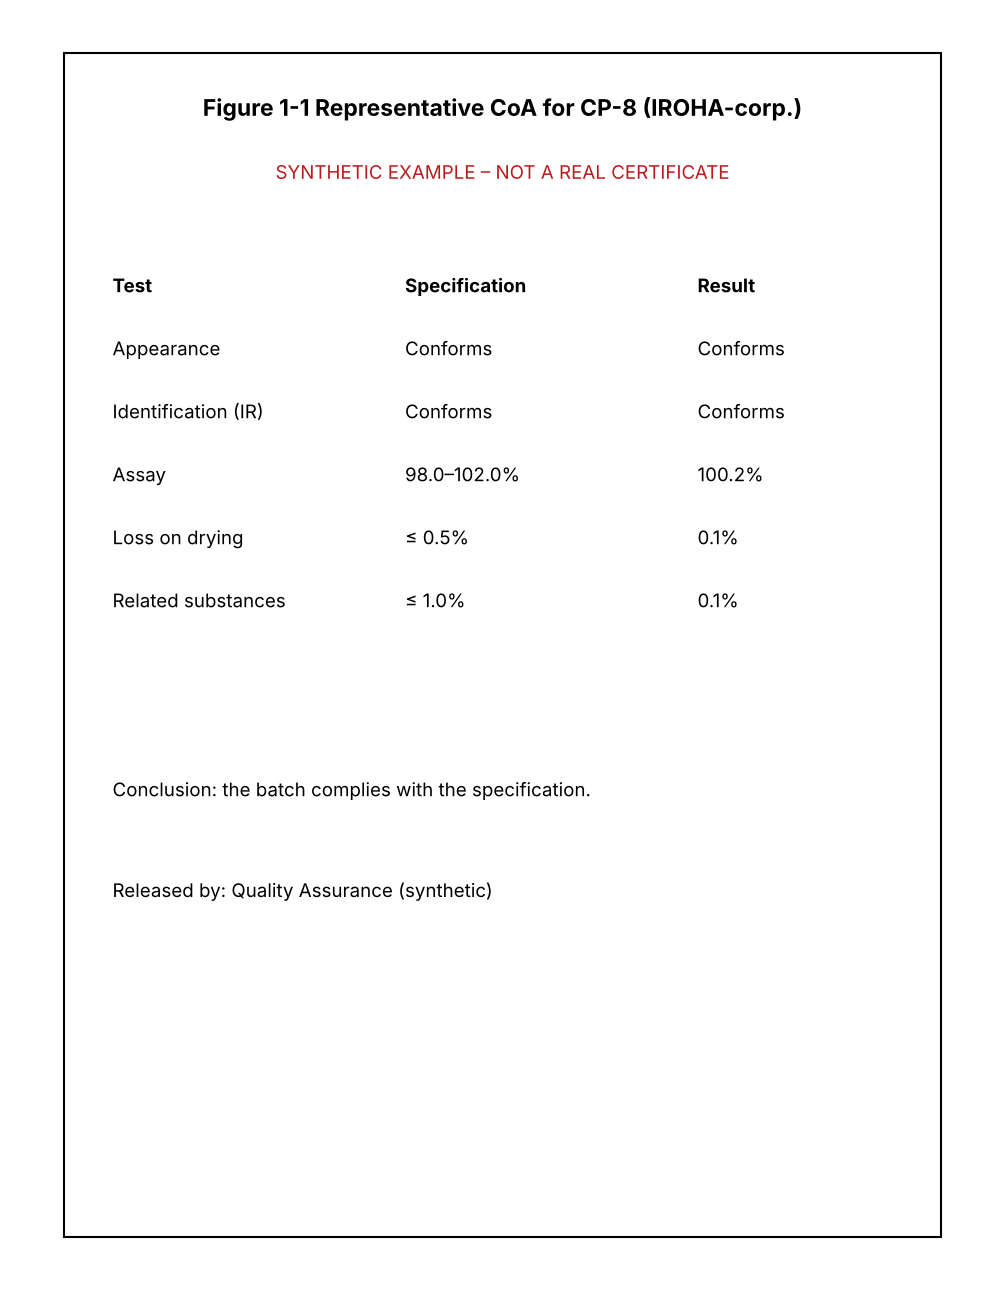 Figure 1-1 Representative CoA for CP-8 (IROHA-corp.)
SYNTHETIC EXAMPLE – NOT A REAL CERTIFICATE
Test Specification Result
Appearance Conforms Conforms
Identification (IR) Conforms Conforms
Assay 98.0–102.0% 100.2%
Loss on drying ≤ 0.5% 0.1%
Related substances ≤ 1.0% 0.1%
Conclusion: the batch complies with the specification.
Released by: Quality Assurance (synthetic)